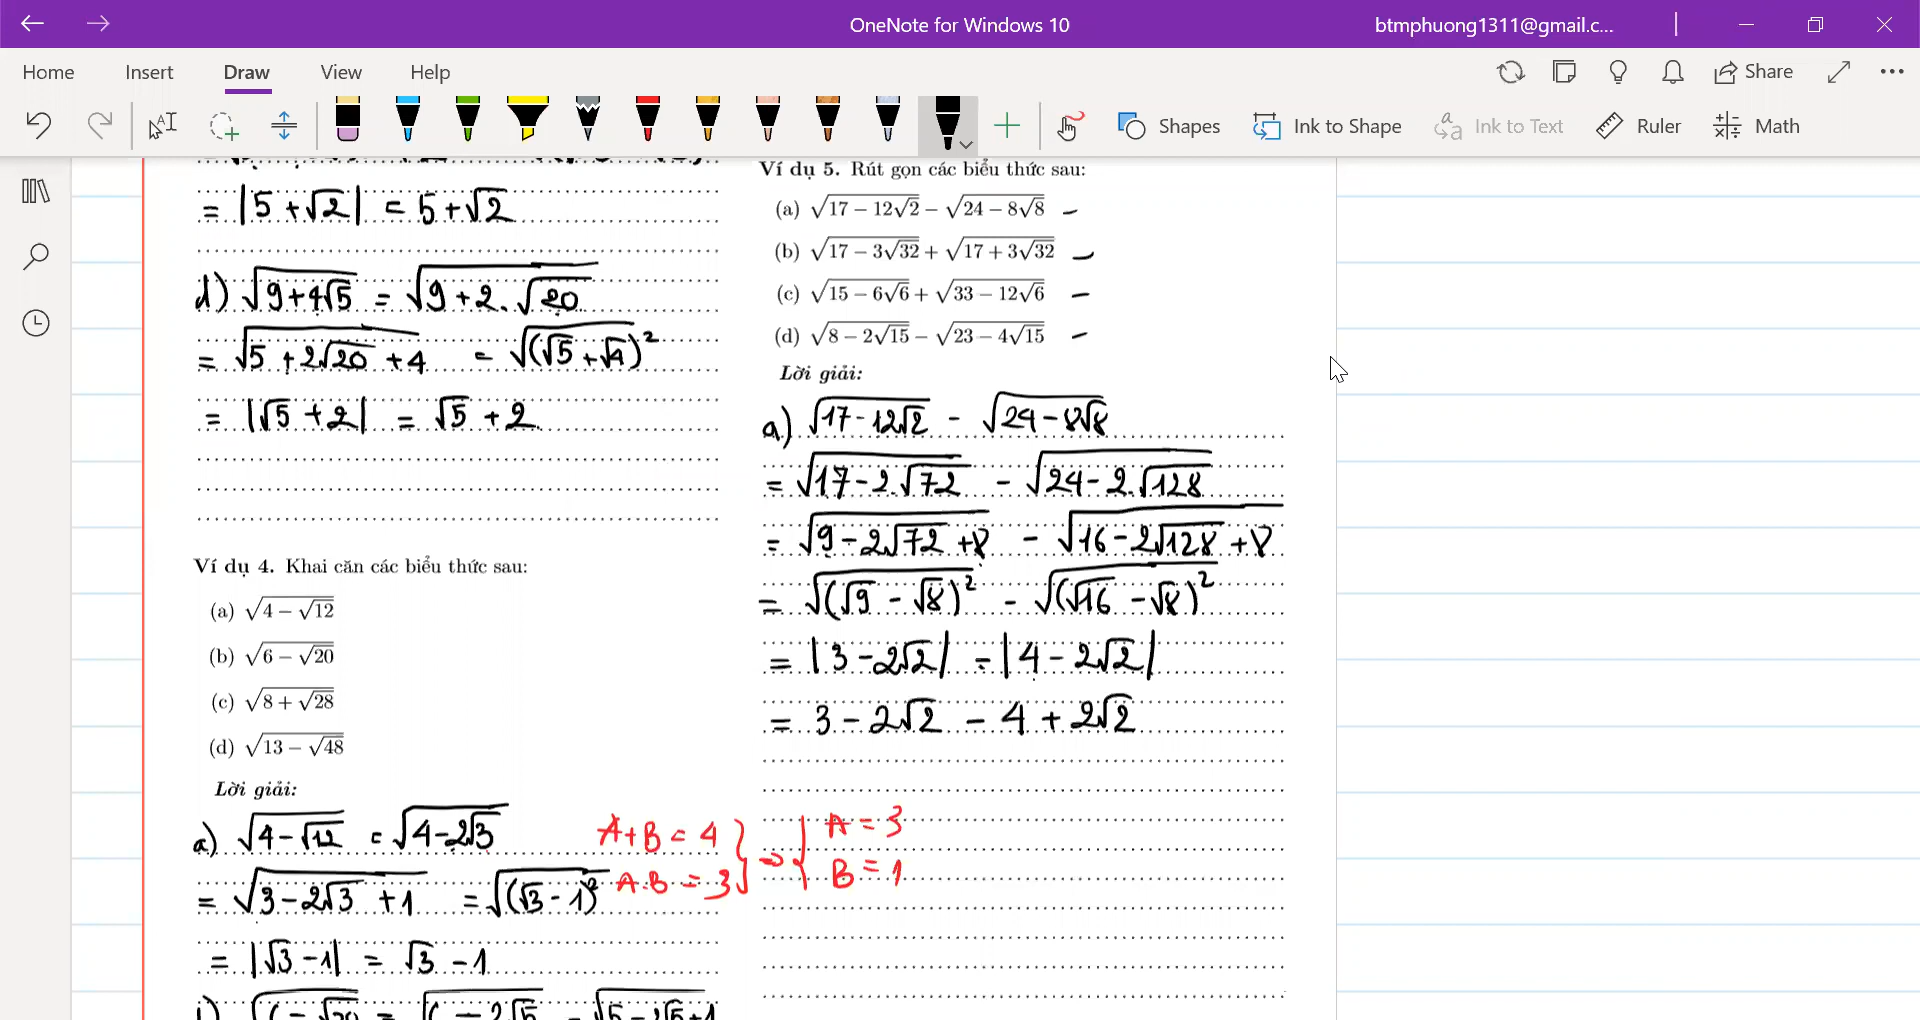 OneNote for Windows 10
btmphuong1311@gmail.c...
Home Insert Draw View Help
Share
Shapes Ink to Shape Ink to Text Ruler Math
= |5 + √2| = 5 + √2
d) √(9 + 4√5) = √(9 + 2.√20)
= √(5 + 2√20 + 4) = √((√5 + √4)²)
= |√5 + 2| = √5 + 2
Ví dụ 4. Khai căn các biểu thức sau:
(a) √(4 − √12)
(b) √(6 − √20)
(c) √(8 + √28)
(d) √(13 − √48)
Lời giải:
a) √(4 − √12) = √(4 − 2√3)
A + B = 4
A.B = 3
⇒ { A = 3
B = 1
= √(3 − 2√3 + 1) = √((√3 − 1)²)
= |√3 − 1| = √3 − 1
Ví dụ 5. Rút gọn các biểu thức sau:
(a) √(17 − 12√2) − √(24 − 8√8)
(b) √(17 − 3√32) + √(17 + 3√32)
(c) √(15 − 6√6) + √(33 − 12√6)
(d) √(8 − 2√15) − √(23 − 4√15)
Lời giải:
a) √(17 − 12√2) − √(24 − 8√8)
= √(17 − 2.√72) − √(24 − 2.√128)
= √(9 − 2√72 + 8) − √(16 − 2√128 + 8)
= √((√9 − √8)²) − √((√16 − √8)²)
= |3 − 2√2| − |4 − 2√2|
= 3 − 2√2 − 4 + 2√2